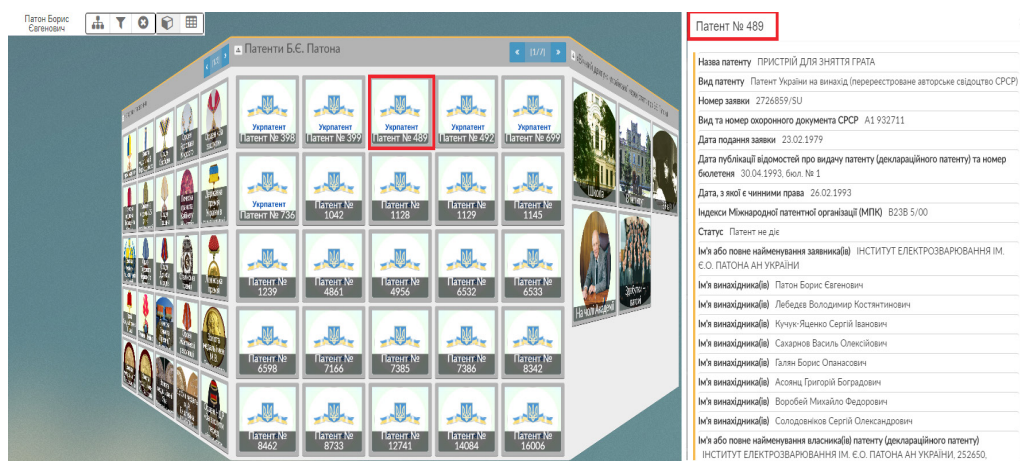 Патон Борис
Євгенович
Патенти Б.Є. Патона
« [1/7] »
Укрпатент
Патент № 398
Укрпатент
Патент № 399
Укрпатент
Патент № 489
Укрпатент
Патент № 492
Укрпатент
Патент № 699
Укрпатент
Патент № 736
Патент №
1042
Патент №
1128
Патент №
1129
Патент №
1145
Патент №
1239
Патент №
4861
Патент №
4956
Патент №
6532
Патент №
6533
Патент №
6598
Патент №
7166
Патент №
7385
Патент №
7386
Патент №
8342
Патент №
8462
Патент №
8733
Патент №
12741
Патент №
14084
Патент №
16006
Школа
На чолі Академії
Патент № 489
Назва патенту ПРИСТРІЙ ДЛЯ ЗНЯТТЯ ГРАТА
Вид патенту Патент України на винахід (перереєстроване авторське свідоцтво СРСР)
Номер заявки 2726859/SU
Вид та номер охоронного документа СРСР А1 932711
Дата подання заявки 23.02.1979
Дата публікації відомостей про видачу патенту (деклараційного патенту) та номер
бюлетеня 30.04.1993, бюл. № 1
Дата, з якої є чинними права 26.02.1993
Індекси Міжнародної патентної організації (МПК) B23B 5/00
Статус Патент не діє
Ім'я або повне найменування заявника(ів) ІНСТИТУТ ЕЛЕКТРОЗВАРЮВАННЯ ІМ.
Є.О. ПАТОНА АН УКРАЇНИ
Ім'я винахідника(ів) Патон Борис Євгенович
Ім'я винахідника(ів) Лебедєв Володимир Костянтинович
Ім'я винахідника(ів) Кучук-Яценко Сергій Іванович
Ім'я винахідника(ів) Сахарнов Василь Олексійович
Ім'я винахідника(ів) Галян Борис Опанасович
Ім'я винахідника(ів) Асоянц Григорій Боградович
Ім'я винахідника(ів) Воробей Михайло Федорович
Ім'я винахідника(ів) Солодовніков Сергій Олександрович
Ім'я або повне найменування власника(ів) патенту (деклараційного патенту)
ІНСТИТУТ ЕЛЕКТРОЗВАРЮВАННЯ ІМ. Є.О. ПАТОНА АН УКРАЇНИ, 252650,